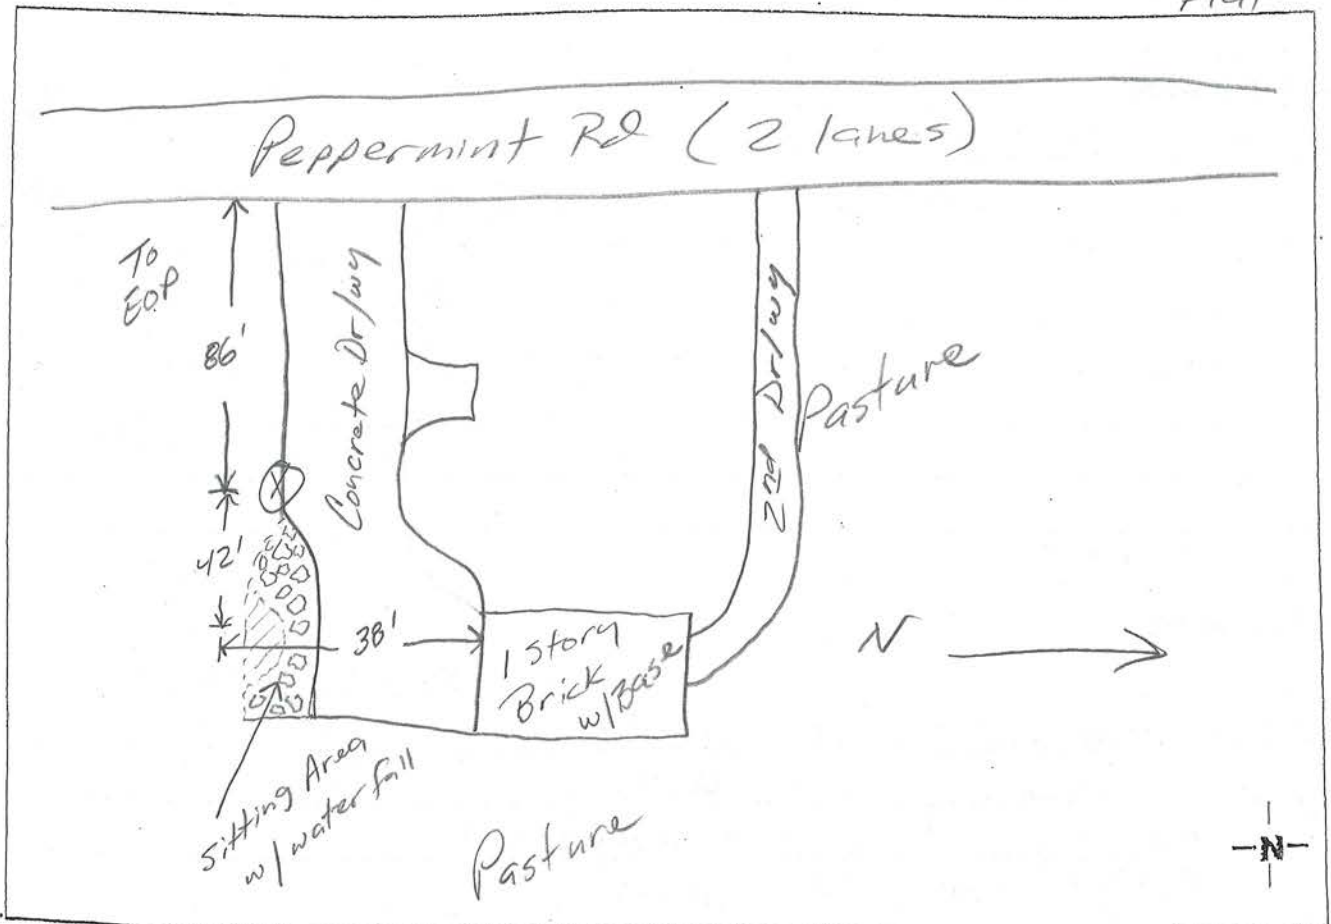 Peppermint Rd (2 lanes)
To
EOP
86'
Concrete Dr/wy
2nd Dr/wy
Pasture
42'
38'
1 story
Brick
w/Base
N
sitting Area
w/ waterfall
Pasture
-N-